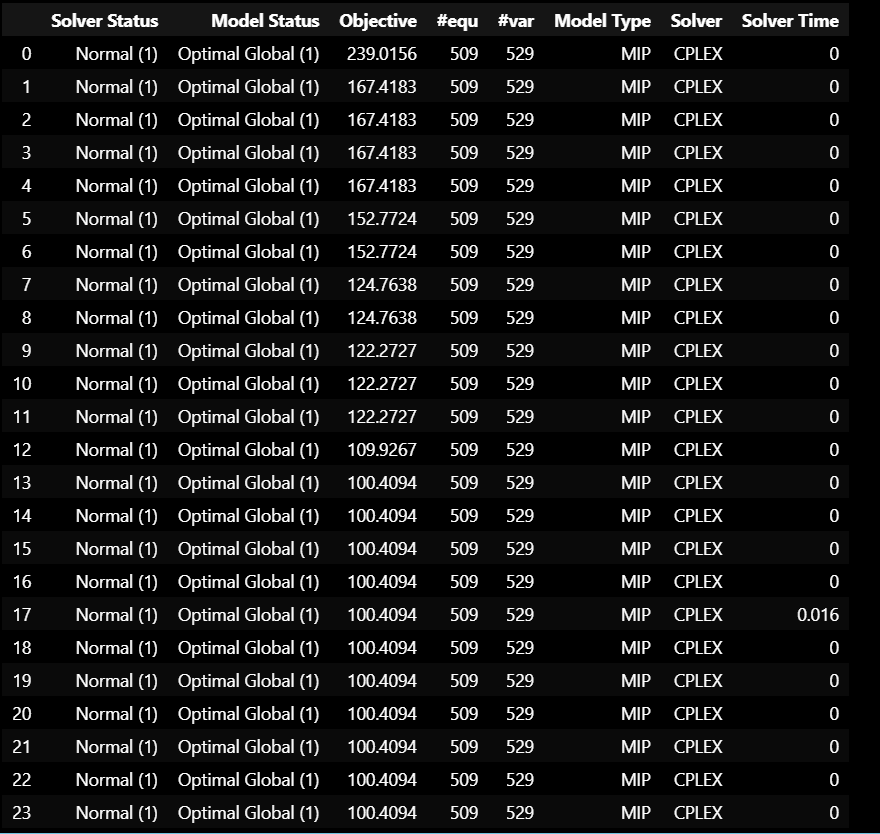 Solver Status Model Status Objective #equ #var Model Type Solver Solver Time
0 Normal (1) Optimal Global (1) 239.0156 509 529 MIP CPLEX 0
1 Normal (1) Optimal Global (1) 167.4183 509 529 MIP CPLEX 0
2 Normal (1) Optimal Global (1) 167.4183 509 529 MIP CPLEX 0
3 Normal (1) Optimal Global (1) 167.4183 509 529 MIP CPLEX 0
4 Normal (1) Optimal Global (1) 167.4183 509 529 MIP CPLEX 0
5 Normal (1) Optimal Global (1) 152.7724 509 529 MIP CPLEX 0
6 Normal (1) Optimal Global (1) 152.7724 509 529 MIP CPLEX 0
7 Normal (1) Optimal Global (1) 124.7638 509 529 MIP CPLEX 0
8 Normal (1) Optimal Global (1) 124.7638 509 529 MIP CPLEX 0
9 Normal (1) Optimal Global (1) 122.2727 509 529 MIP CPLEX 0
10 Normal (1) Optimal Global (1) 122.2727 509 529 MIP CPLEX 0
11 Normal (1) Optimal Global (1) 122.2727 509 529 MIP CPLEX 0
12 Normal (1) Optimal Global (1) 109.9267 509 529 MIP CPLEX 0
13 Normal (1) Optimal Global (1) 100.4094 509 529 MIP CPLEX 0
14 Normal (1) Optimal Global (1) 100.4094 509 529 MIP CPLEX 0
15 Normal (1) Optimal Global (1) 100.4094 509 529 MIP CPLEX 0
16 Normal (1) Optimal Global (1) 100.4094 509 529 MIP CPLEX 0
17 Normal (1) Optimal Global (1) 100.4094 509 529 MIP CPLEX 0.016
18 Normal (1) Optimal Global (1) 100.4094 509 529 MIP CPLEX 0
19 Normal (1) Optimal Global (1) 100.4094 509 529 MIP CPLEX 0
20 Normal (1) Optimal Global (1) 100.4094 509 529 MIP CPLEX 0
21 Normal (1) Optimal Global (1) 100.4094 509 529 MIP CPLEX 0
22 Normal (1) Optimal Global (1) 100.4094 509 529 MIP CPLEX 0
23 Normal (1) Optimal Global (1) 100.4094 509 529 MIP CPLEX 0